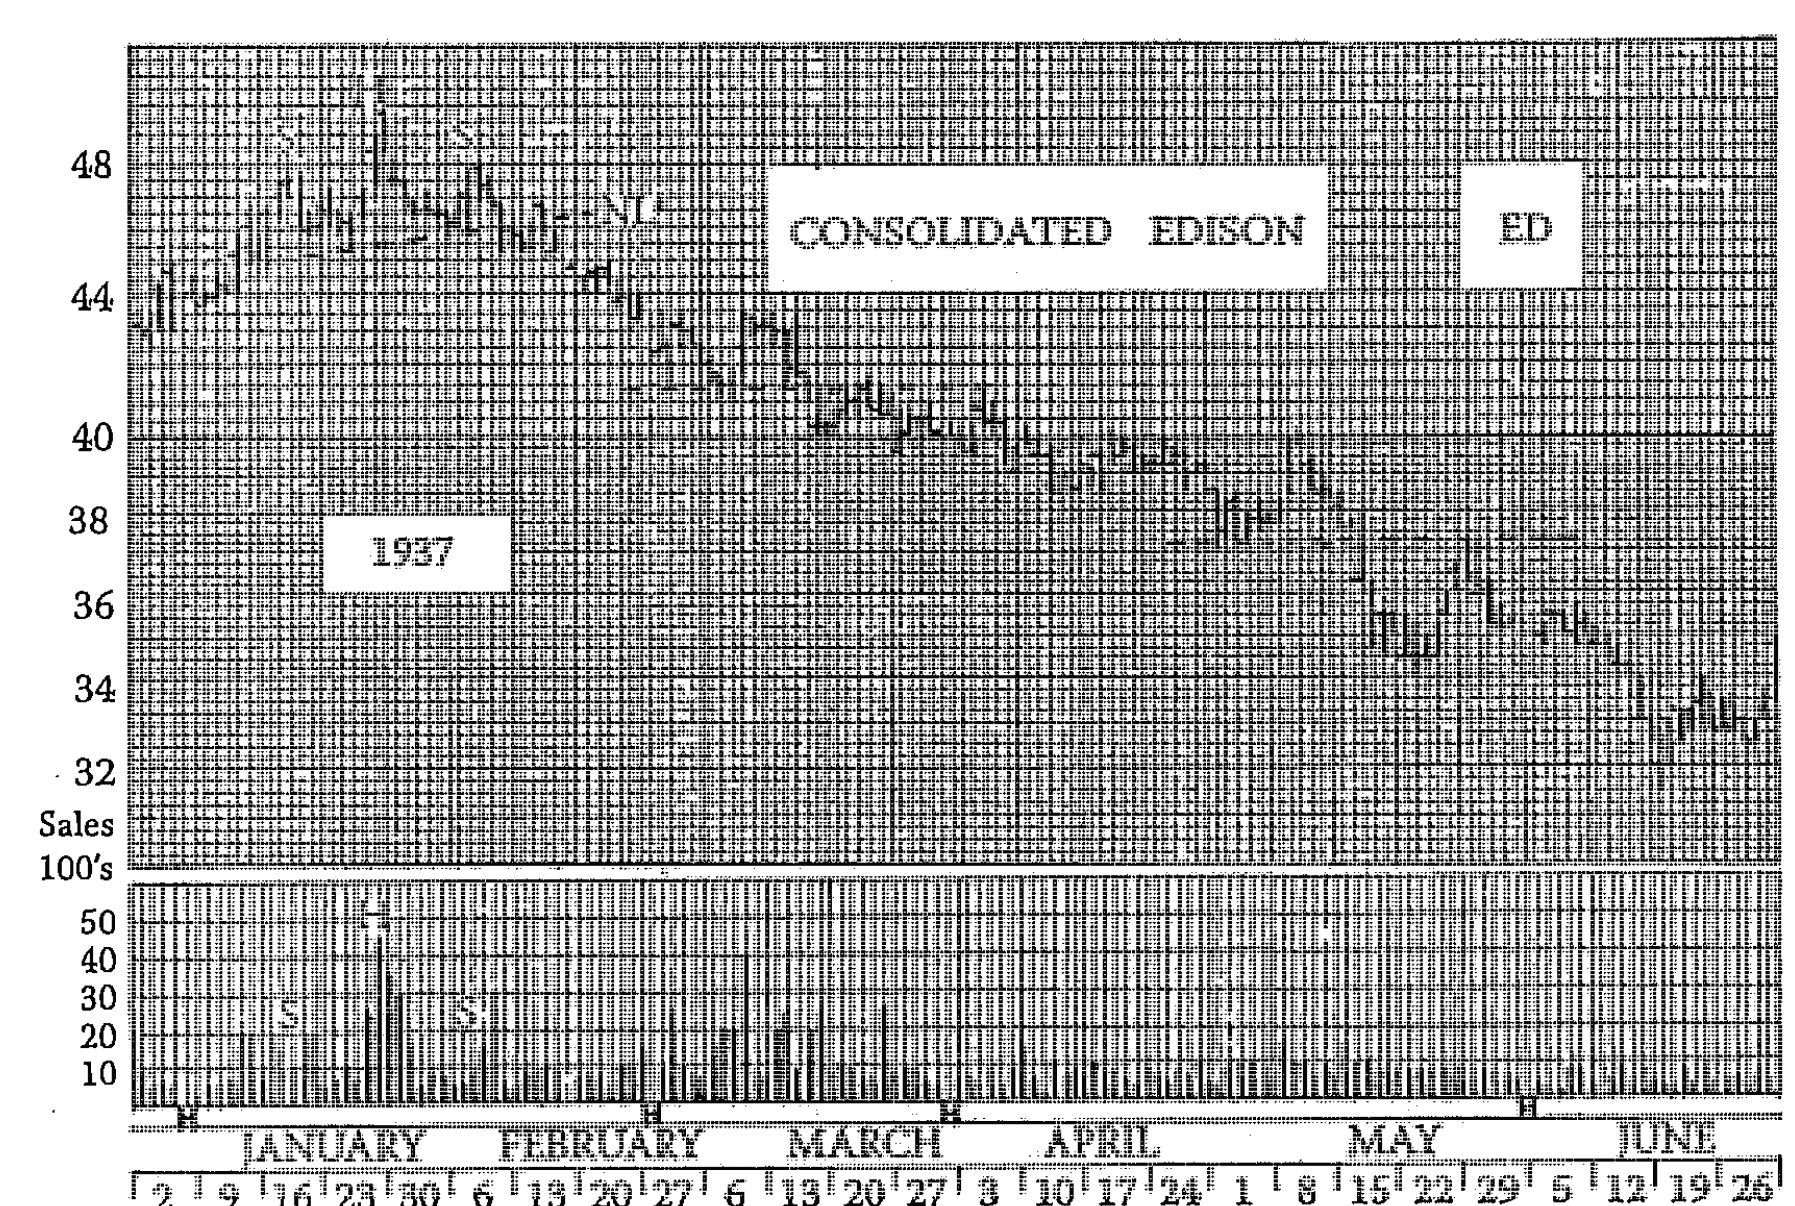 S
S
48
NL
CONSOLIDATED EDISON
ED
44
40
38
1937
36
34
32
Sales
100's
H
50
40
S
S
30
20
10
H H H H
JANUARY FEBRUARY MARCH APRIL MAY JUNE
2 9 16 23 30 6 13 20 27 6 13 20 27 3 10 17 24 1 8 15 22 29 5 12 19 26